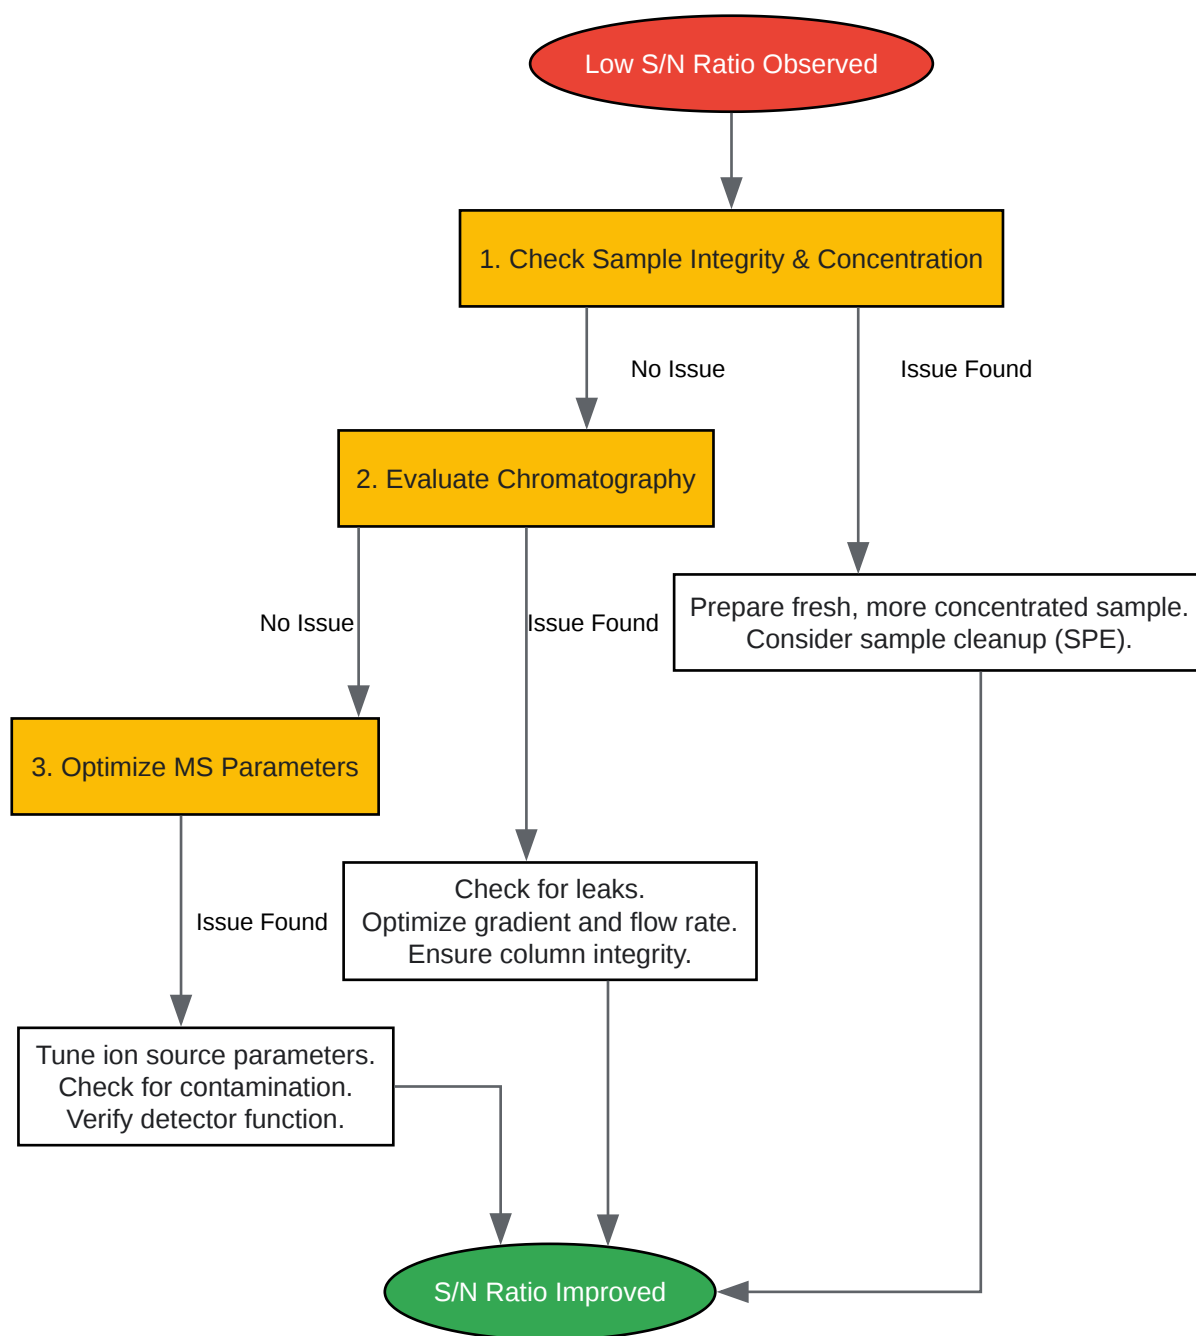 Low S/N Ratio Observed
1. Check Sample Integrity & Concentration
No Issue
Issue Found
2. Evaluate Chromatography
Prepare fresh, more concentrated sample.
Consider sample cleanup (SPE).
No Issue
Issue Found
3. Optimize MS Parameters
Check for leaks.
Optimize gradient and flow rate.
Ensure column integrity.
Issue Found
Tune ion source parameters.
Check for contamination.
Verify detector function.
S/N Ratio Improved